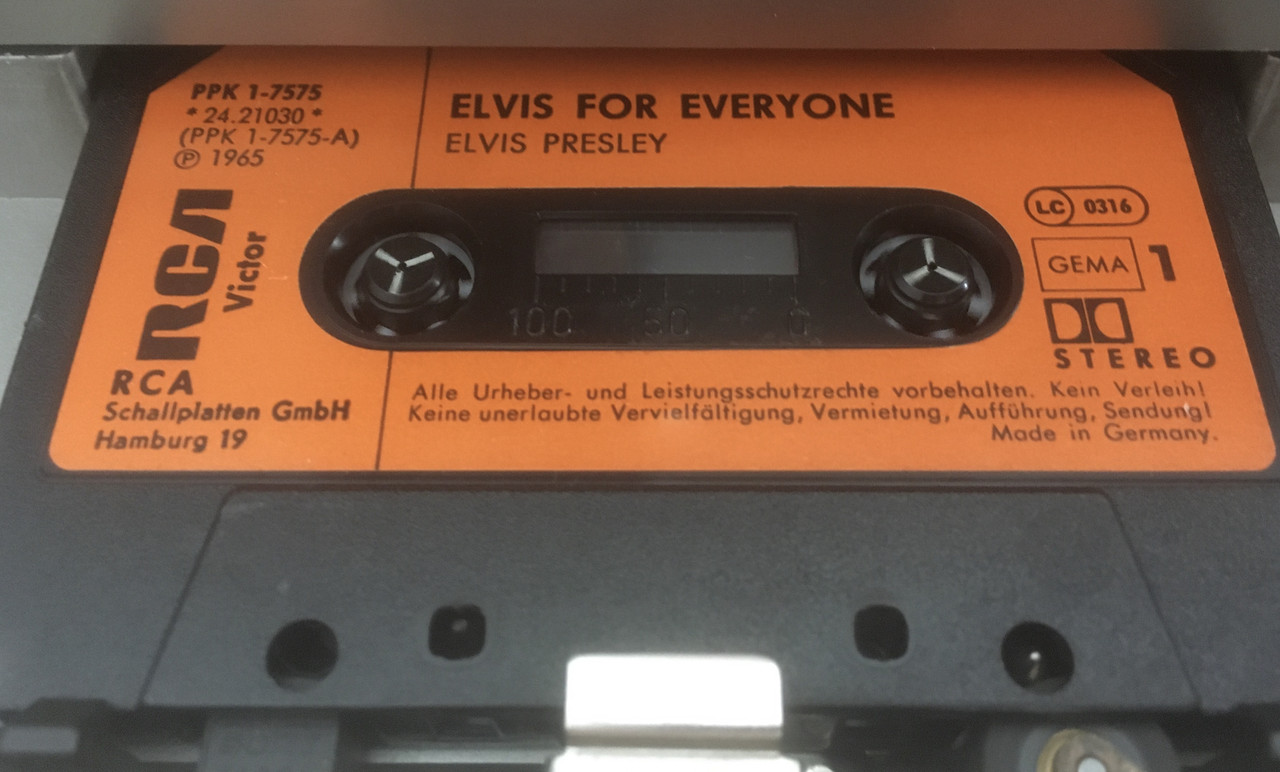 PPK 1-7575
* 24.21030 *
(PPK 1-7575-A)
Ⓟ 1965
RCA
Victor
RCA
Schallplatten GmbH
Hamburg 19
ELVIS FOR EVERYONE
ELVIS PRESLEY
LC 0316
GEMA 1
STEREO
100 50 0
Alle Urheber- und Leistungsschutzrechte vorbehalten. Kein Verleih!
Keine unerlaubte Vervielfältigung, Vermietung, Aufführung, Sendung!
Made in Germany.